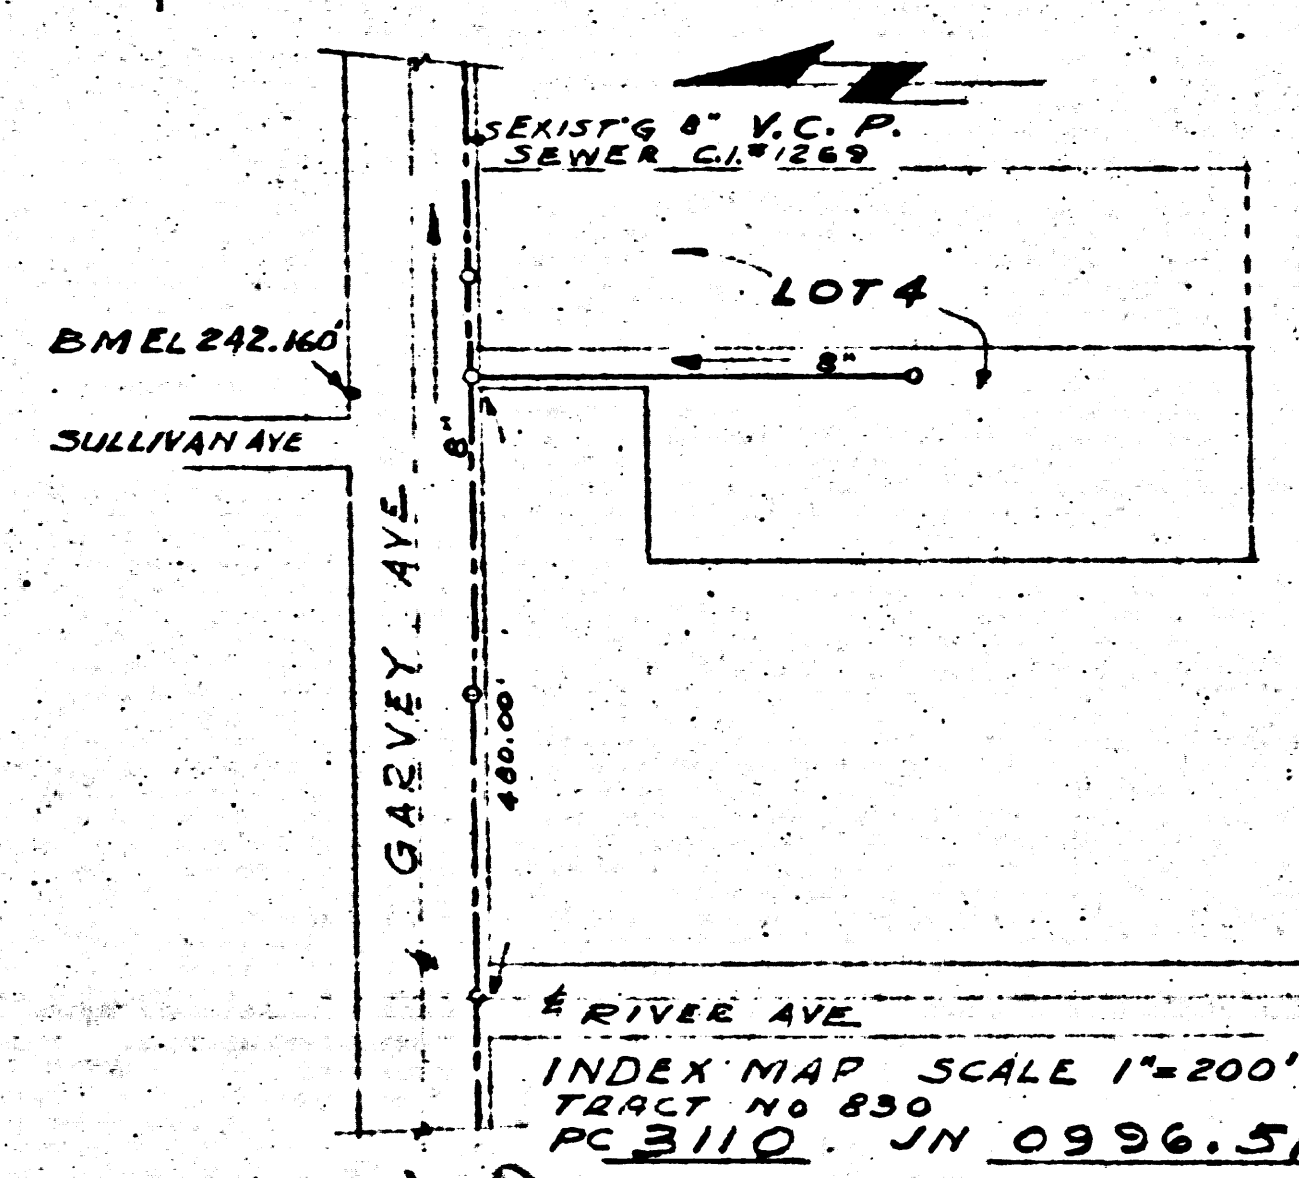 EXIST'G 8" V.C.P.
SEWER C.I.#1269
LOT 4
BM EL 242.160'
8"
SULLIVAN AVE
8"
GARVEY AVE
480.00'
℄ RIVER AVE
INDEX MAP SCALE 1"=200'
TRACT NO 830
PC 3110. JN 0996.5